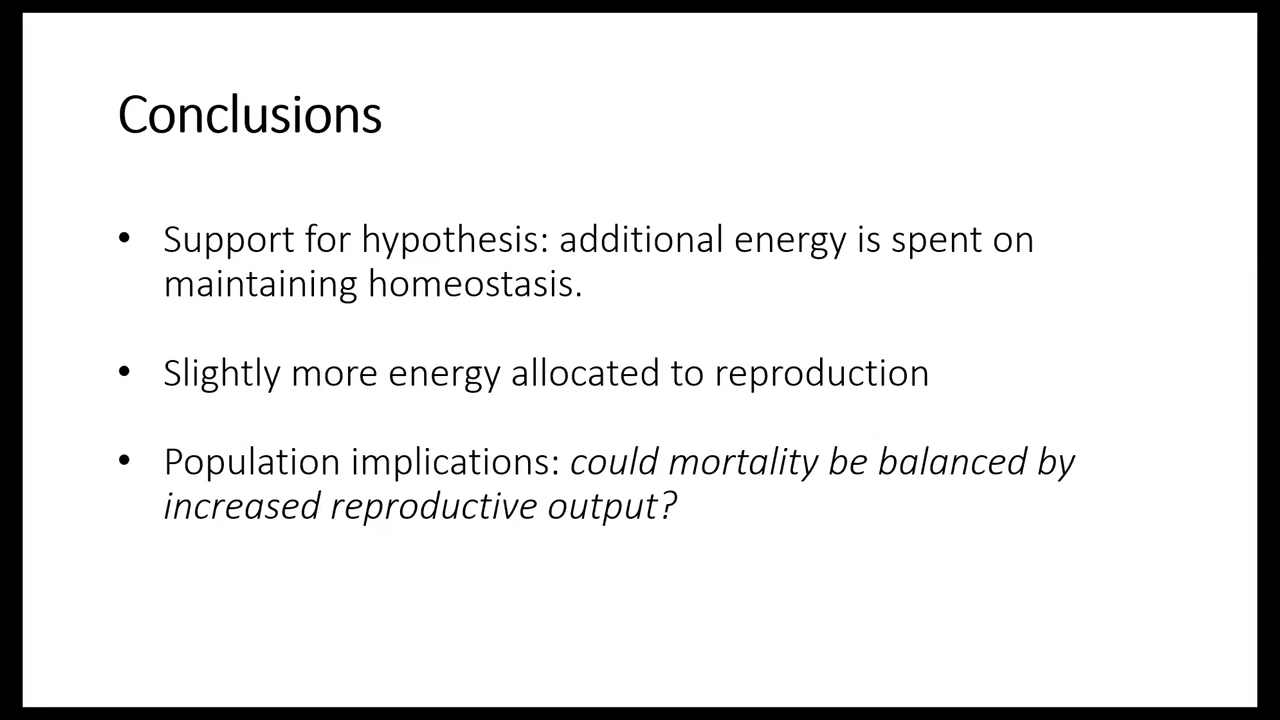 Conclusions
• Support for hypothesis: additional energy is spent on
maintaining homeostasis.
• Slightly more energy allocated to reproduction
• Population implications: could mortality be balanced by
increased reproductive output?